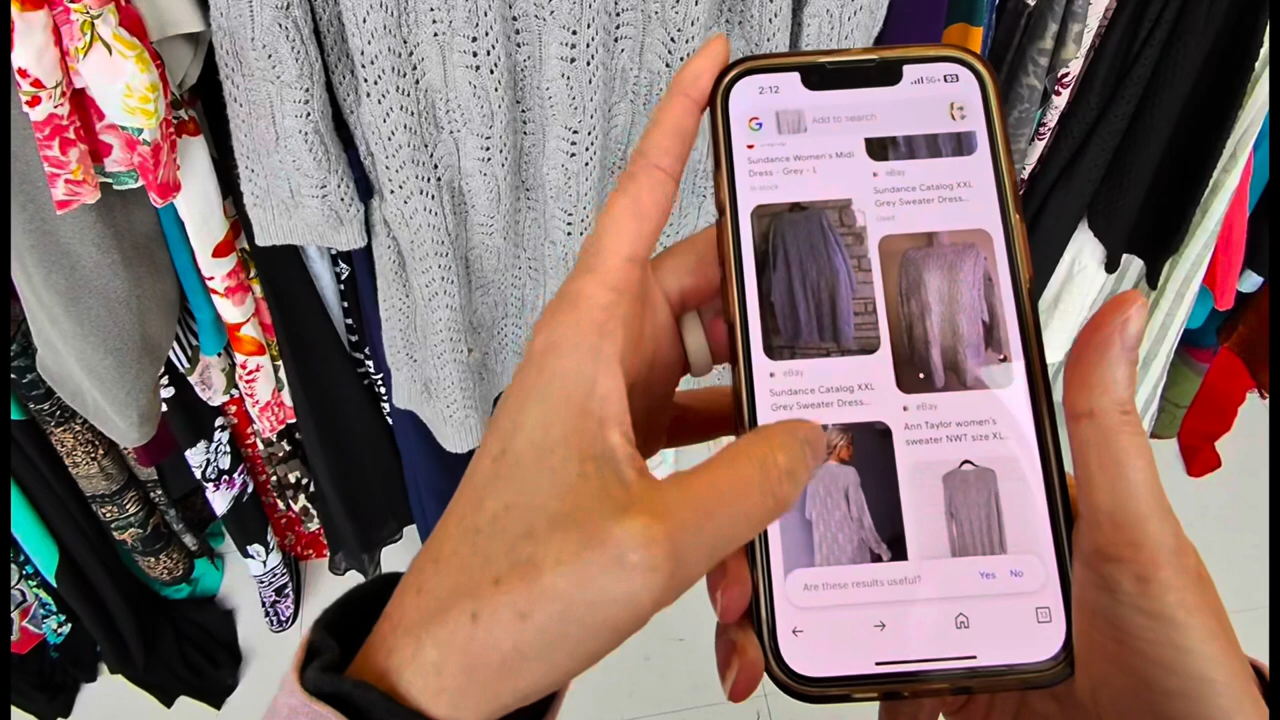 2:12
5G+ 93
Add to search
Sundance Women's Midi
Dress - Grey - L
In stock
eBay
Sundance Catalog XXL
Grey Sweater Dress...
Used
eBay
Sundance Catalog XXL
Grey Sweater Dress...
eBay
Ann Taylor women's
sweater NWT size XL...
Are these results useful?
Yes No
13